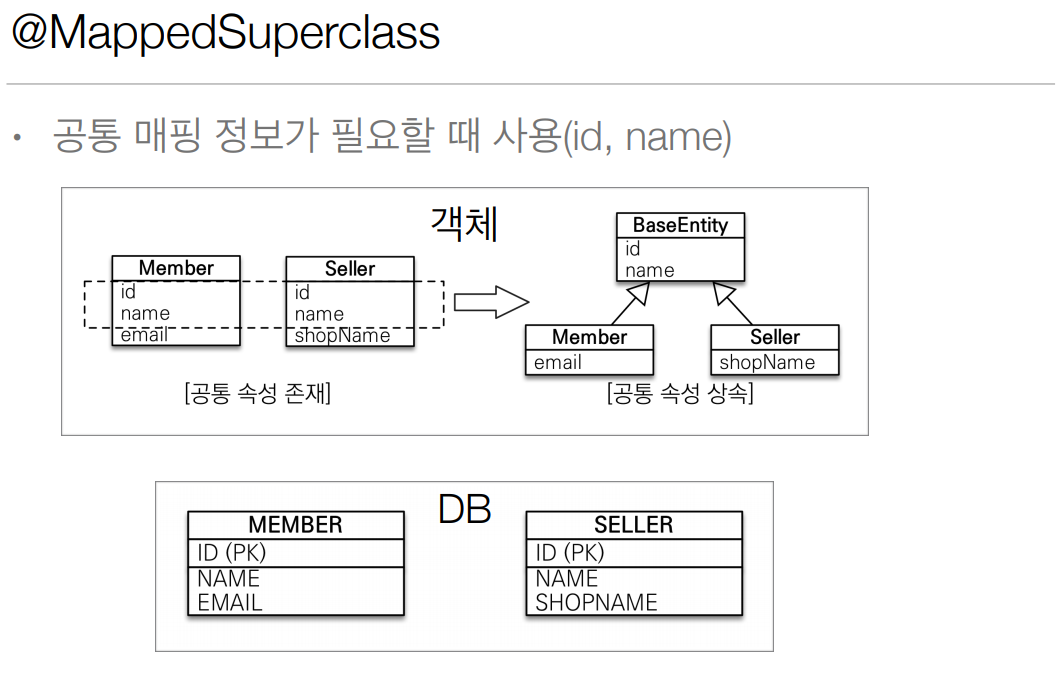 @MappedSuperclass
• 공통 매핑 정보가 필요할 때 사용(id, name)
객체
Member
id
name
email
Seller
id
name
shopName
[공통 속성 존재]
BaseEntity
id
name
Member
email
Seller
shopName
[공통 속성 상속]
DB
MEMBER
ID (PK)
NAME
EMAIL
SELLER
ID (PK)
NAME
SHOPNAME